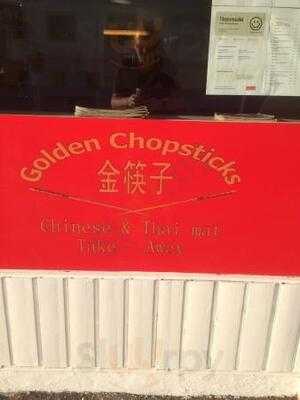 Golden Chopsticks
金筷子
Chinese & Thai mat
Take - Away